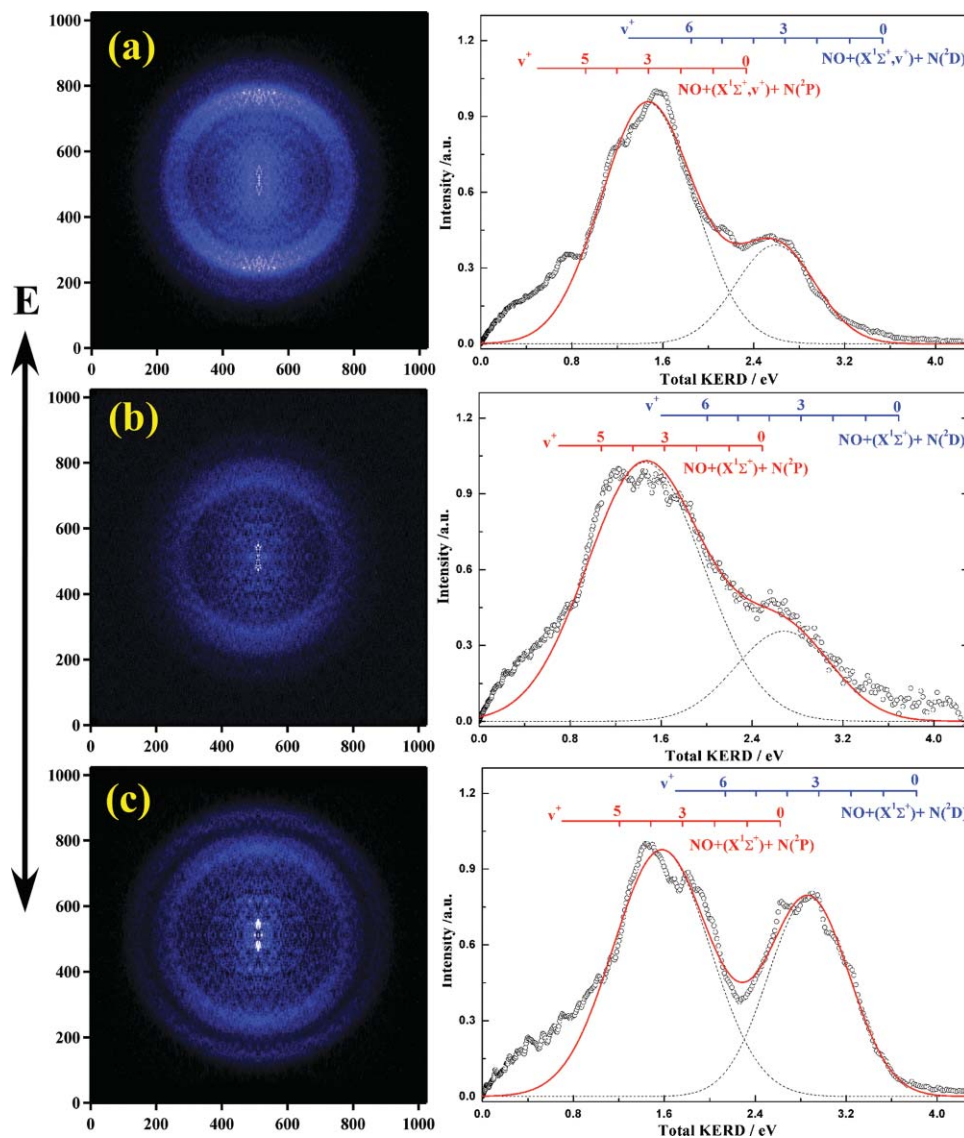 E
(a)
1000
800
600
400
200
0
0 200 400 600 800 1000
v+ 6 3 0
NO+(X¹Σ⁺,v⁺)+ N(²D)
v+ 5 3 0
NO+(X¹Σ⁺,v⁺)+ N(²P)
Intensity /a.u.
1.2
0.9
0.6
0.3
0.0
0.0 0.8 1.6 2.4 3.2 4.0
Total KERD / eV
(b)
1000
800
600
400
200
0
0 200 400 600 800 1000
v+ 6 3 0
NO+(X¹Σ⁺)+ N(²D)
v+ 5 3 0
NO+(X¹Σ⁺)+ N(²P)
Intensity /a.u.
1.2
0.9
0.6
0.3
0.0
0.0 0.8 1.6 2.4 3.2 4.0
Total KERD / eV
(c)
1000
800
600
400
200
0
0 200 400 600 800 1000
v+ 6 3 0
NO+(X¹Σ⁺)+ N(²D)
v+ 5 3 0
NO+(X¹Σ⁺)+ N(²P)
Intensity /a.u.
1.2
0.9
0.6
0.3
0.0
0.0 0.8 1.6 2.4 3.2 4.0
Total KERD / eV